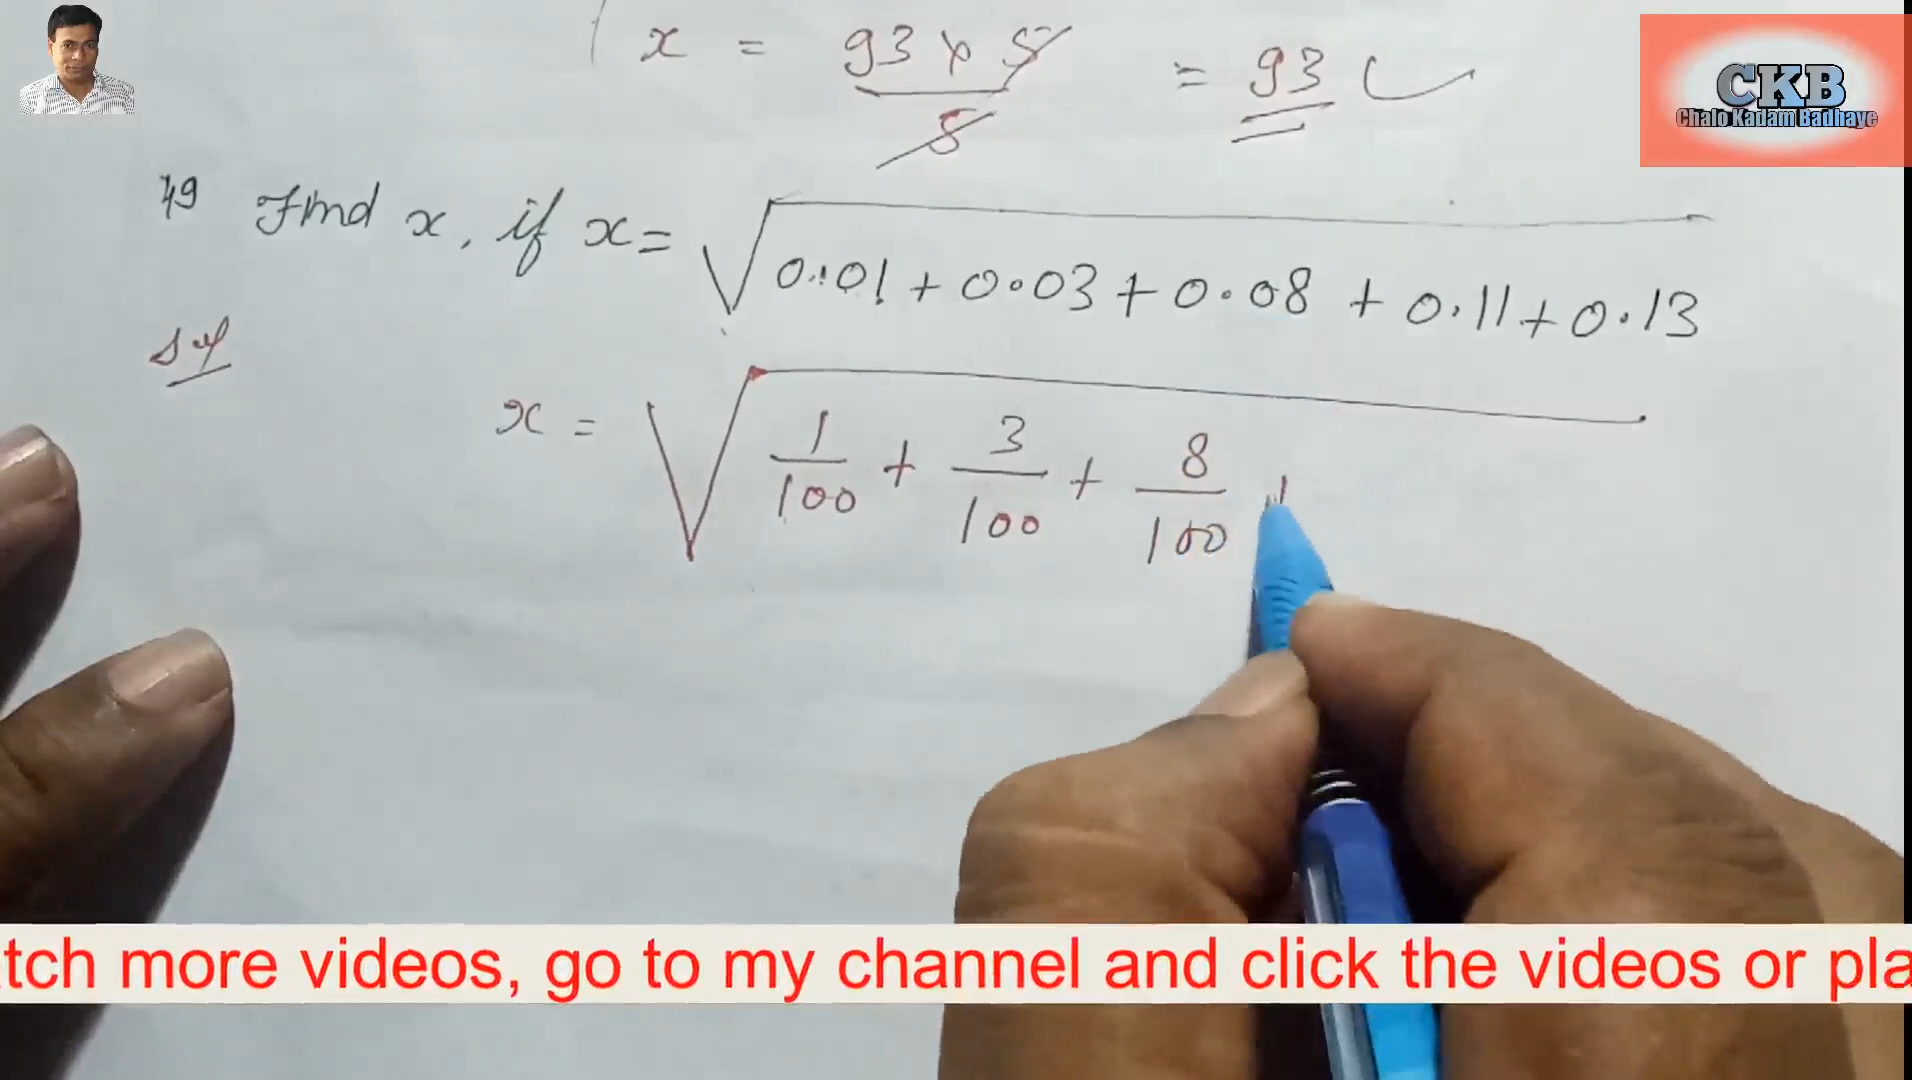 x = 93 × 5 / 5 = 93
CKB
Chalo Kadam Badhaye
49 Find x, if x = √0.01 + 0.03 + 0.08 + 0.11 + 0.13
x = √1/100 + 3/100 + 8/100
tch more videos, go to my channel and click the videos or pla